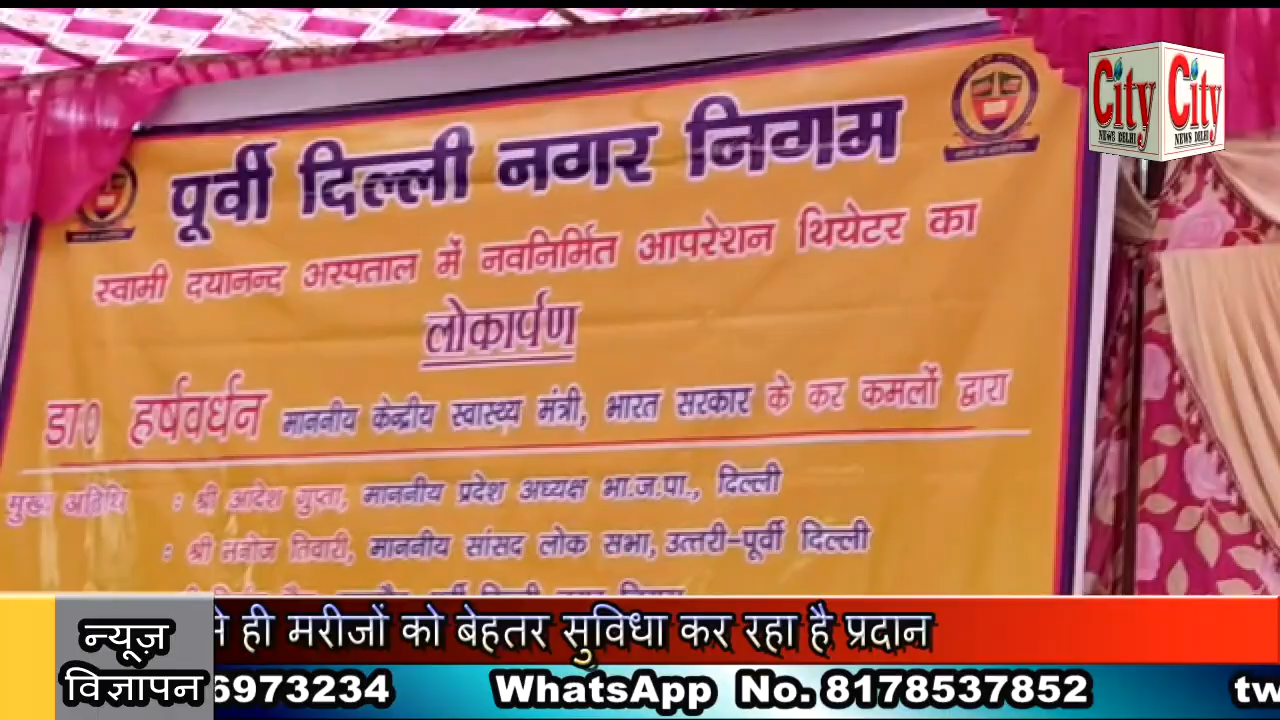 City City
NEWS DELHI NEWS DELHI
पूर्वी दिल्ली नगर निगम
स्वामी दयानन्द अस्पताल में नवनिर्मित आपरेशन थियेटर का
लोकार्पण
डा0 हर्षवर्धन माननीय केन्द्रीय स्वास्थ्य मंत्री, भारत सरकार के कर कमलों द्वारा
मुख्य अतिथि : श्री आदेश गुप्ता, माननीय प्रदेश अध्यक्ष भा.ज.पा., दिल्ली
: श्री मनोज तिवारी, माननीय सांसद लोक सभा, उत्तरी-पूर्वी दिल्ली
ही मरीजों को बेहतर सुविधा कर रहा है प्रदान
न्यूज़
विज्ञापन
6973234 WhatsApp No. 8178537852 tw